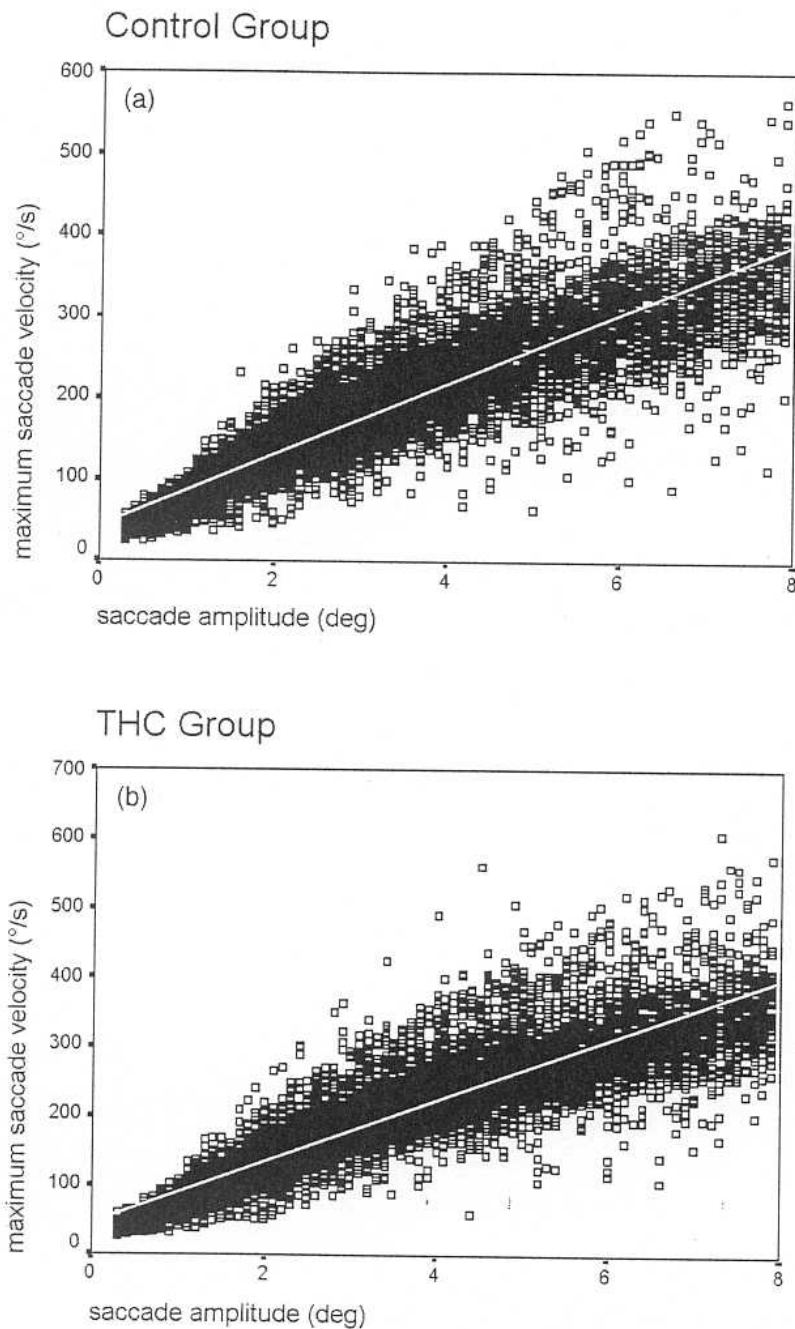 Control Group
600
(a)
500
400
300
200
100
0
maximum saccade velocity (°/s)
0 2 4 6 8
saccade amplitude (deg)
THC Group
700
(b)
600
500
400
300
200
100
0
maximum saccade velocity (°/s)
0 2 4 6 8
saccade amplitude (deg)